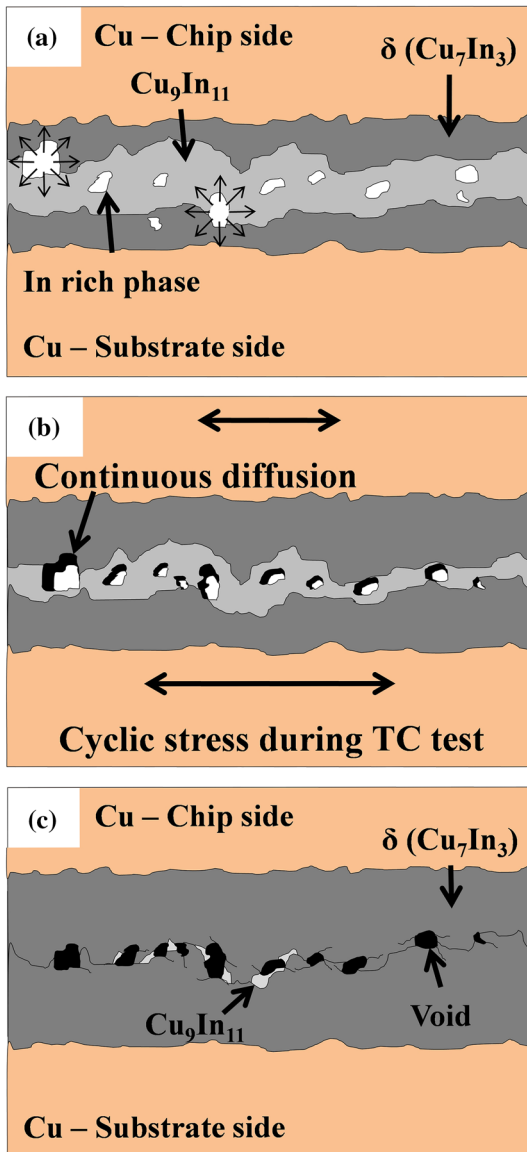 (a)
Cu – Chip side
δ (Cu₇In₃)
Cu₉In₁₁
In rich phase
Cu – Substrate side
(b)
Continuous diffusion
Cyclic stress during TC test
(c)
Cu – Chip side
δ (Cu₇In₃)
Cu₉In₁₁
Void
Cu – Substrate side